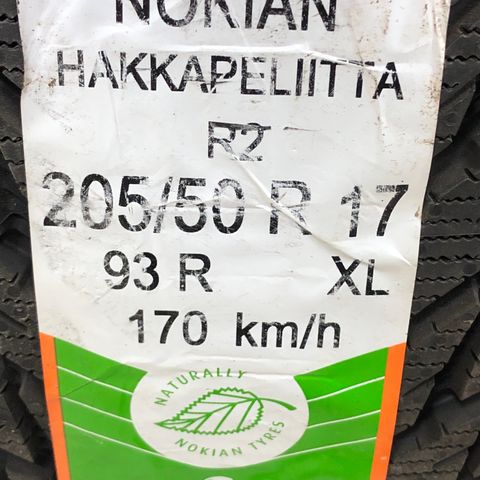 NOKIAN
HAKKAPELIITTA
R2
205/50 R 17
93 R XL
170 km/h
NATURALLY
NOKIAN TYRES